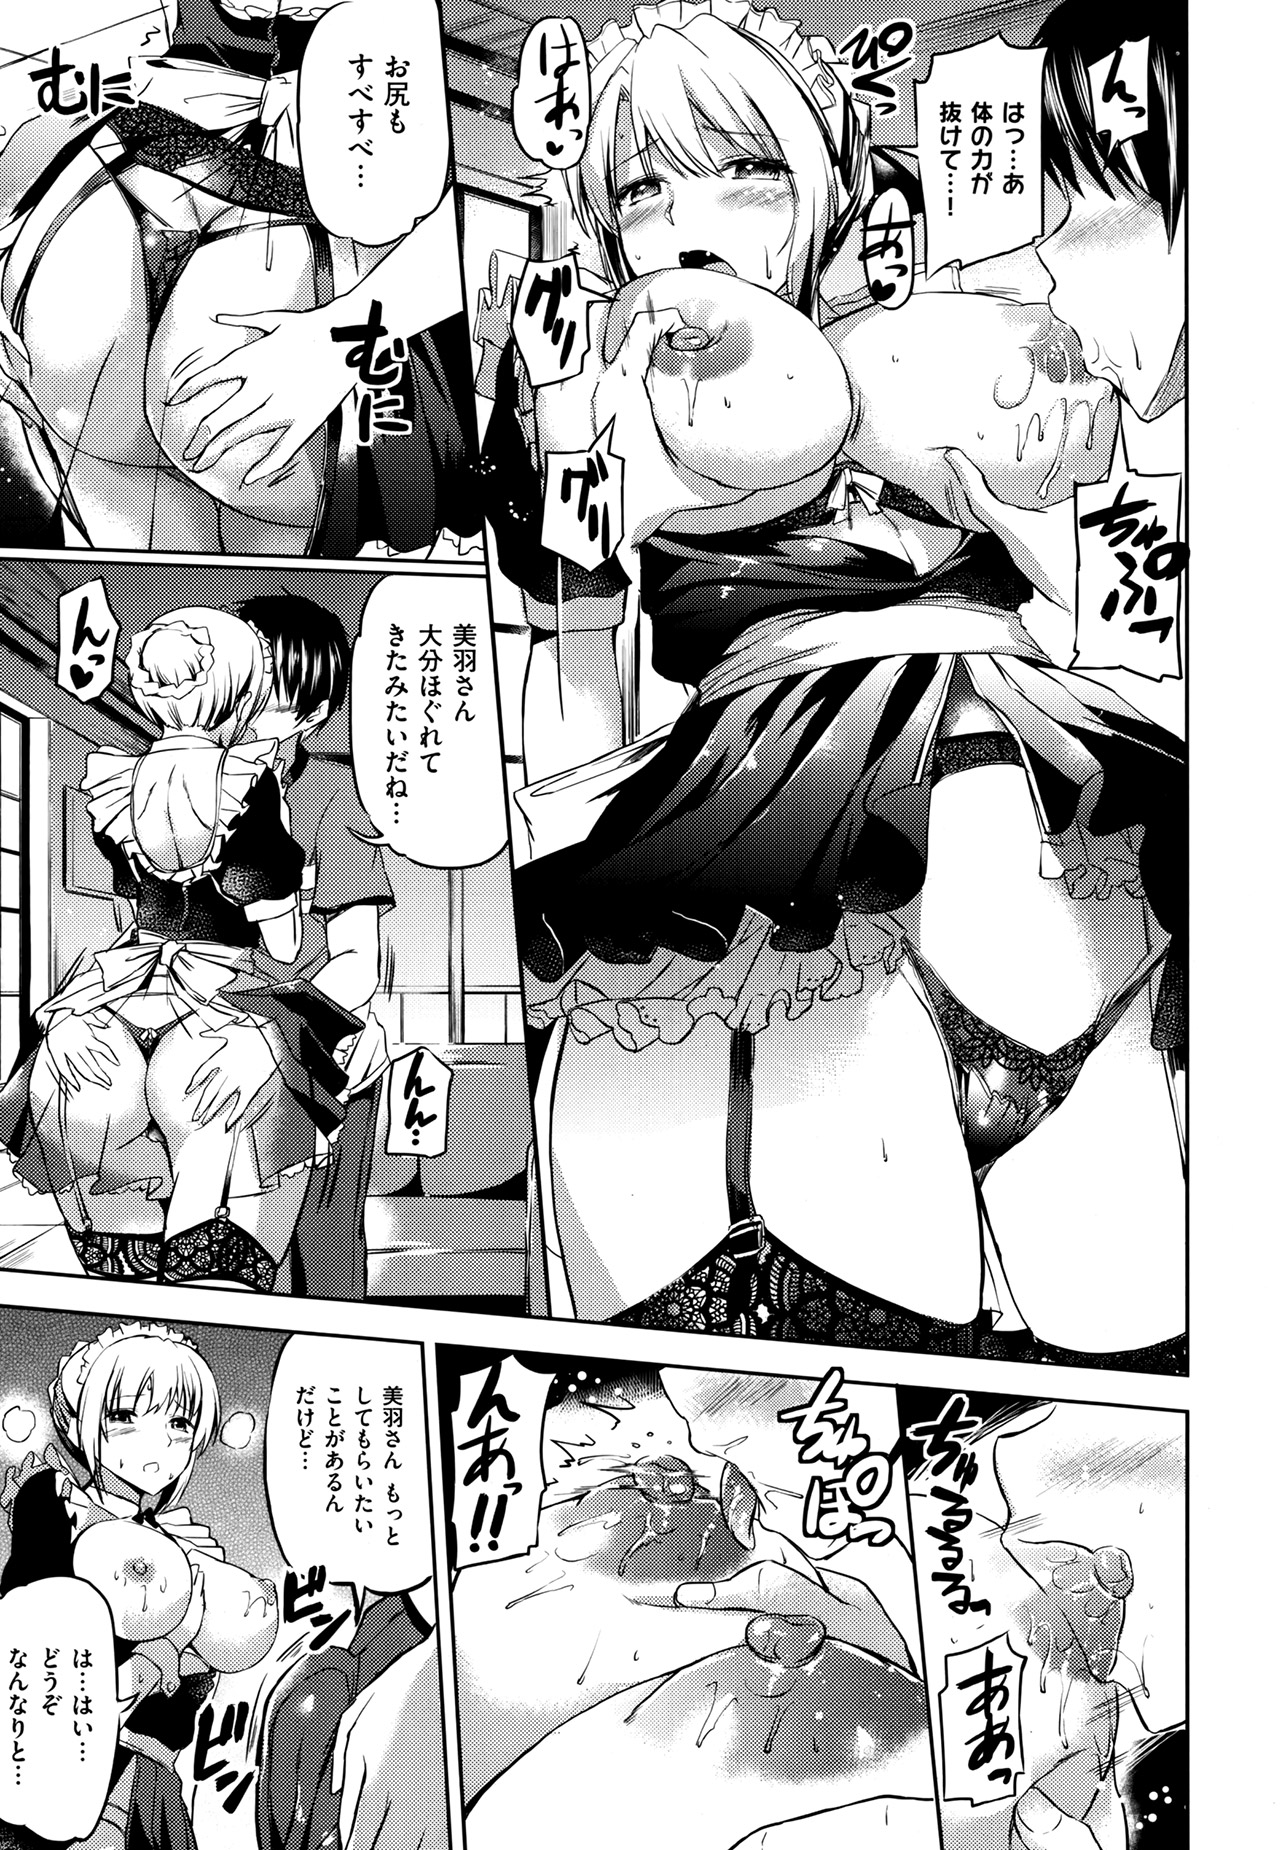 んっ
はっ…あ
体の力が
抜けて…！
ぴくっ
はあっ♥
あっ♥
グリ
グリ
ちゅぷっ
お尻も
すべすべ…
むに
むに
美羽さん
大分ほぐれて
きたみたいだね…
んっ♥
んん…
ちゅるるるっ
ああっ
ちゅぽっ
んあっ!!
美羽さん もっと
してもらいたい
ことがあるん
だけど…
ビン
ビン
は…はい…
どうぞ
なんなりと…